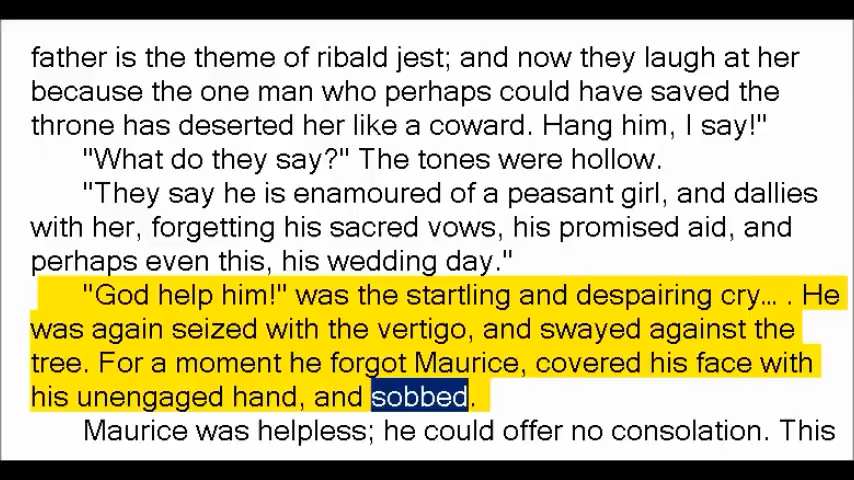 father is the theme of ribald jest; and now they laugh at her
because the one man who perhaps could have saved the
throne has deserted her like a coward. Hang him, I say!"
"What do they say?" The tones were hollow.
"They say he is enamoured of a peasant girl, and dallies
with her, forgetting his sacred vows, his promised aid, and
perhaps even this, his wedding day."
"God help him!" was the startling and despairing cry... . He
was again seized with the vertigo, and swayed against the
tree. For a moment he forgot Maurice, covered his face with
his unengaged hand, and sobbed.
Maurice was helpless; he could offer no consolation. This